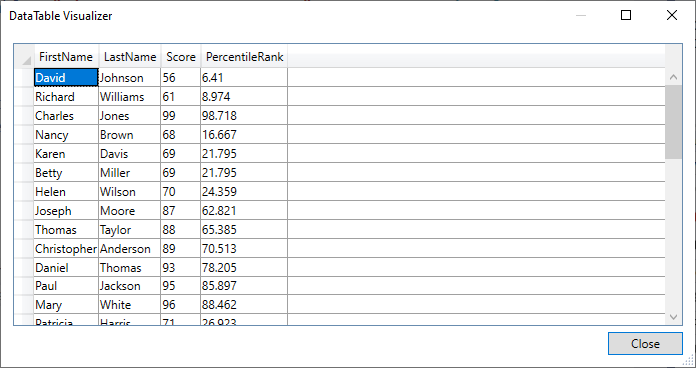 DataTable Visualizer
FirstName LastName Score PercentileRank
David Johnson 56 6.41
Richard Williams 61 8.974
Charles Jones 99 98.718
Nancy Brown 68 16.667
Karen Davis 69 21.795
Betty Miller 69 21.795
Helen Wilson 70 24.359
Joseph Moore 87 62.821
Thomas Taylor 88 65.385
Christopher Anderson 89 70.513
Daniel Thomas 93 78.205
Paul Jackson 95 85.897
Mary White 96 88.462
Patricia Harris 71 26.923
Close